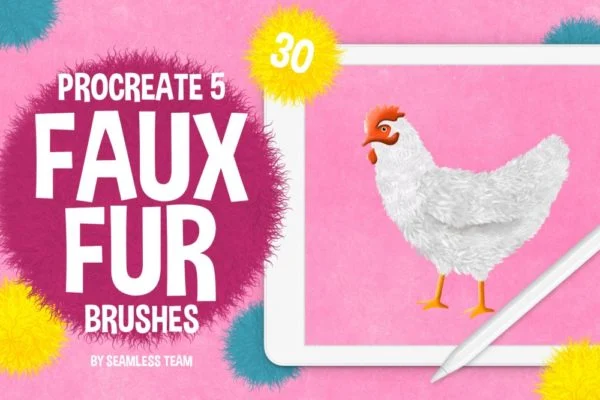 PROCREATE 5
FAUX
FUR
BRUSHES
BY SEAMLESS TEAM
30